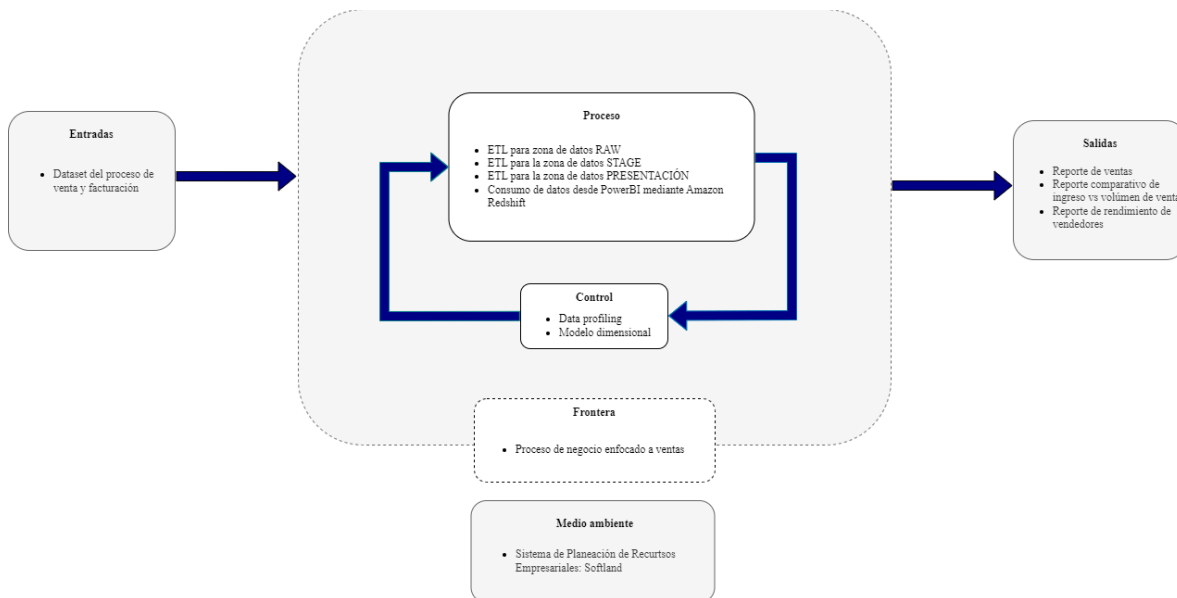 Entradas
• Dataset del proceso de
venta y facturación
Proceso
• ETL para zona de datos RAW
• ETL para la zona de datos STAGE
• ETL para la zona de datos PRESENTACIÓN
• Consumo de datos desde PowerBI mediante Amazon
Redshift
Control
• Data profiling
• Modelo dimensional
Salidas
• Reporte de ventas
• Reporte comparativo de
ingreso vs volúmen de venta
• Reporte de rendimiento de
vendedores
Frontera
• Proceso de negocio enfocado a ventas
Medio ambiente
• Sistema de Planeación de Recurtsos
Empresariales: Softland